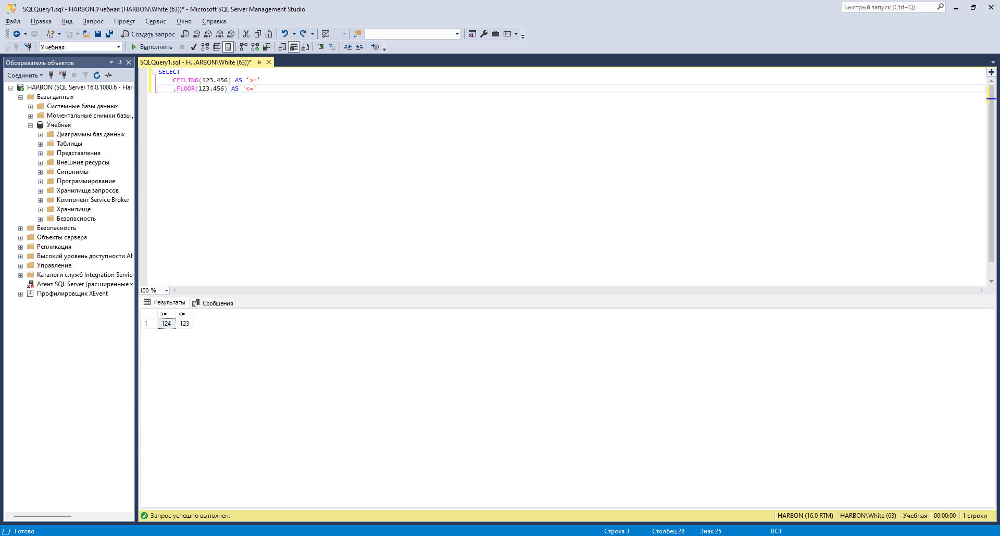 SQLQuery1.sql - HARBON.Учебная (HARBON\White (63))* - Microsoft SQL Server Management Studio
Быстрый запуск (Ctrl+Q)
Файл Правка Вид Запрос Проект Сервис Окно Справка
Создать запрос MDX DMX XMLA DAX
Учебная Выполнить
Обозреватель объектов
Соединить
HARBON (SQL Server 16.0.1000.6 - Harl
Базы данных
Системные базы данных
Моментальные снимки базы
Учебная
Диаграммы баз данных
Таблицы
Представления
Внешние ресурсы
Синонимы
Программирование
Хранилище запросов
Компонент Service Broker
Хранилище
Безопасность
Безопасность
Объекты сервера
Репликация
Высокий уровень доступности Alw
Управление
Каталоги служб Integration Service
Агент SQL Server (расширенные х
Профилировщик XEvent
SQLQuery1.sql - H...ARBON\White (63))*
SELECT
CEILING(123.456) AS '>='
,FLOOR(123.456) AS '<='
100 %
Результаты Сообщения
>= <=
1 124 123
Запрос успешно выполнен.
HARBON (16.0 RTM) HARBON\White (63) Учебная 00:00:00 1 строки
Готово
Строка 3 Столбец 28 Знак 25 ВСТ